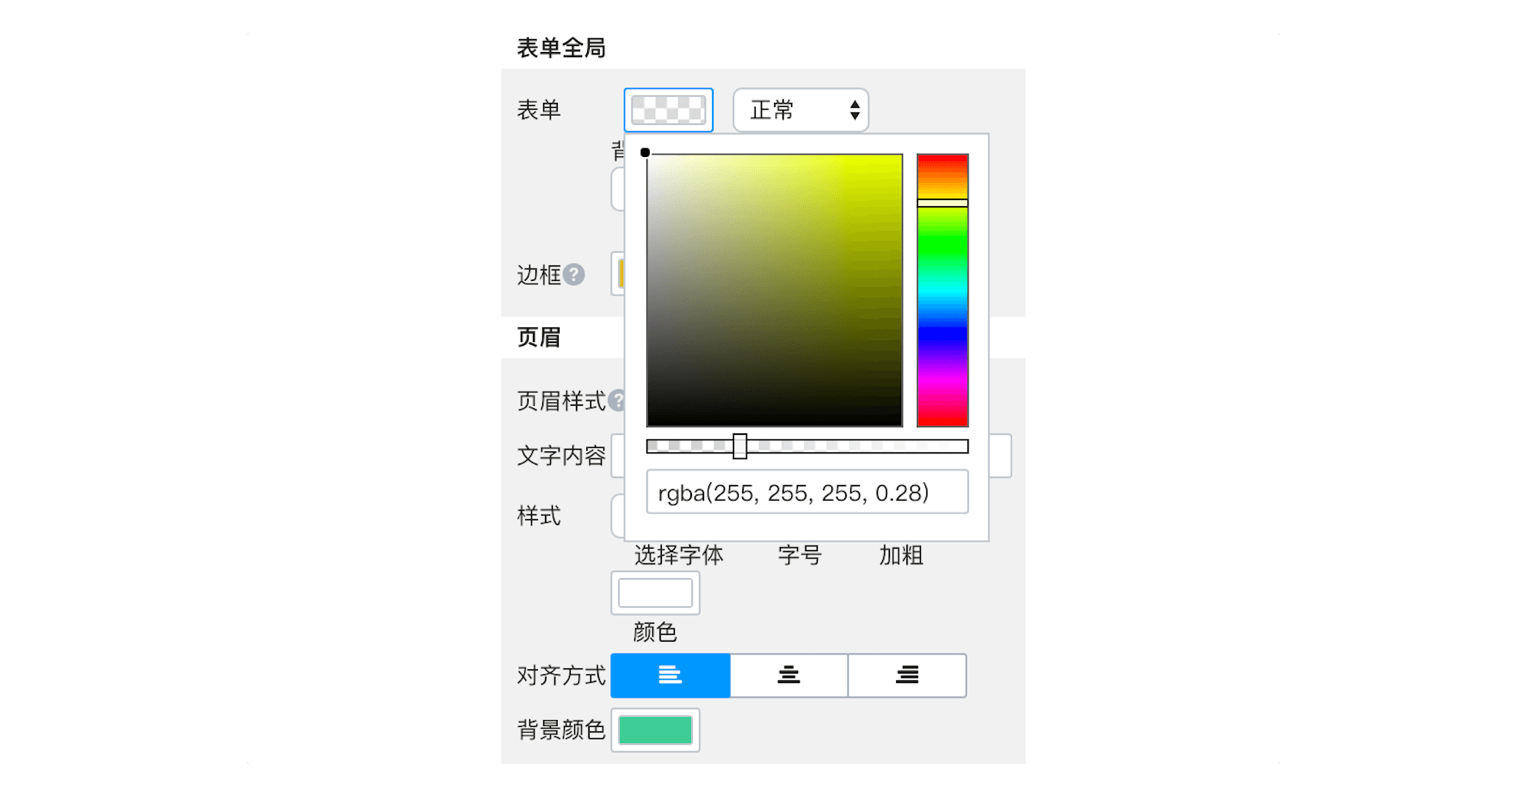 表单全局
表单 正常
边框 ?
页眉
页眉样式 ?
文字内容
rgba(255, 255, 255, 0.28)
样式
选择字体 字号 加粗
颜色
对齐方式
背景颜色